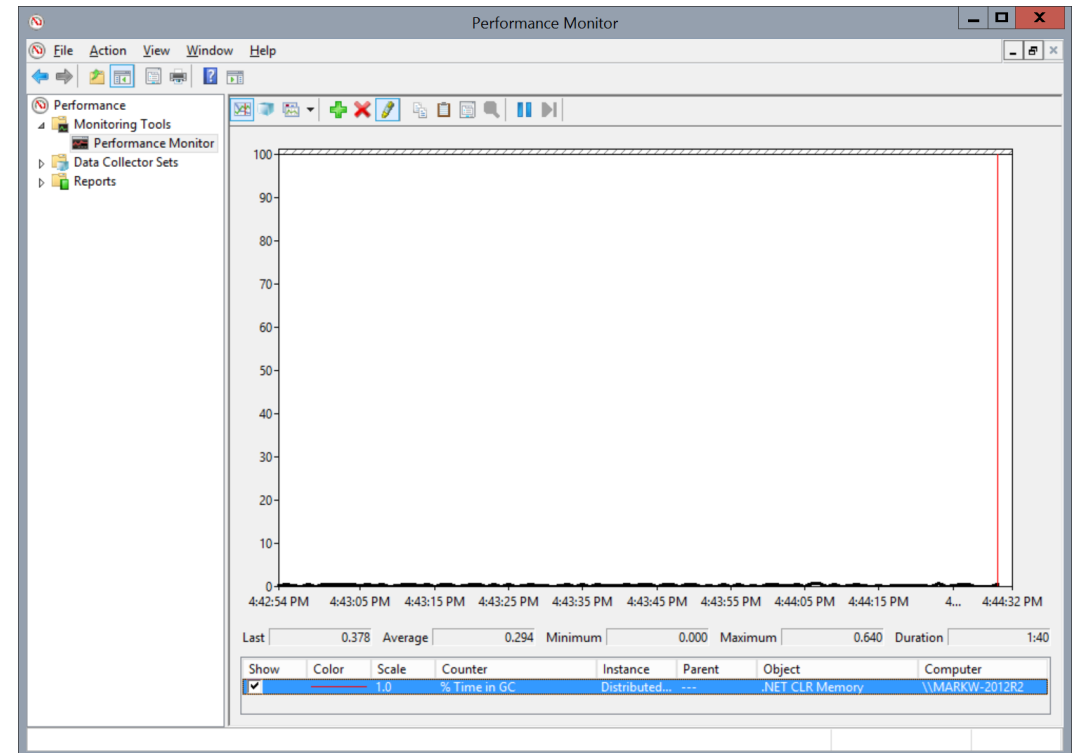 Performance Monitor
File Action View Window Help
Performance
Monitoring Tools
Performance Monitor
Data Collector Sets
Reports
100
90
80
70
60
50
40
30
20
10
0
4:42:54 PM 4:43:05 PM 4:43:15 PM 4:43:25 PM 4:43:35 PM 4:43:45 PM 4:43:55 PM 4:44:05 PM 4:44:15 PM 4... 4:44:32 PM
Last 0.378 Average 0.294 Minimum 0.000 Maximum 0.640 Duration 1:40
Show Color Scale Counter Instance Parent Object Computer
1.0 % Time in GC Distributed... --- .NET CLR Memory \\MARKW-2012R2